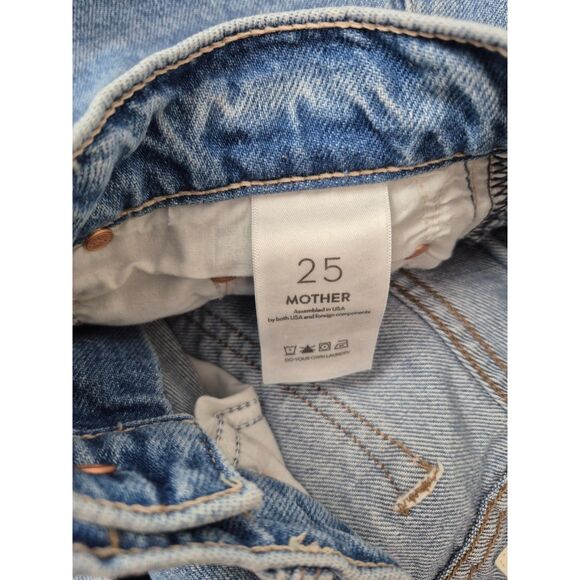 25
MOTHER
Assembled in USA
by both USA and foreign components
DO YOUR OWN LAUNDRY